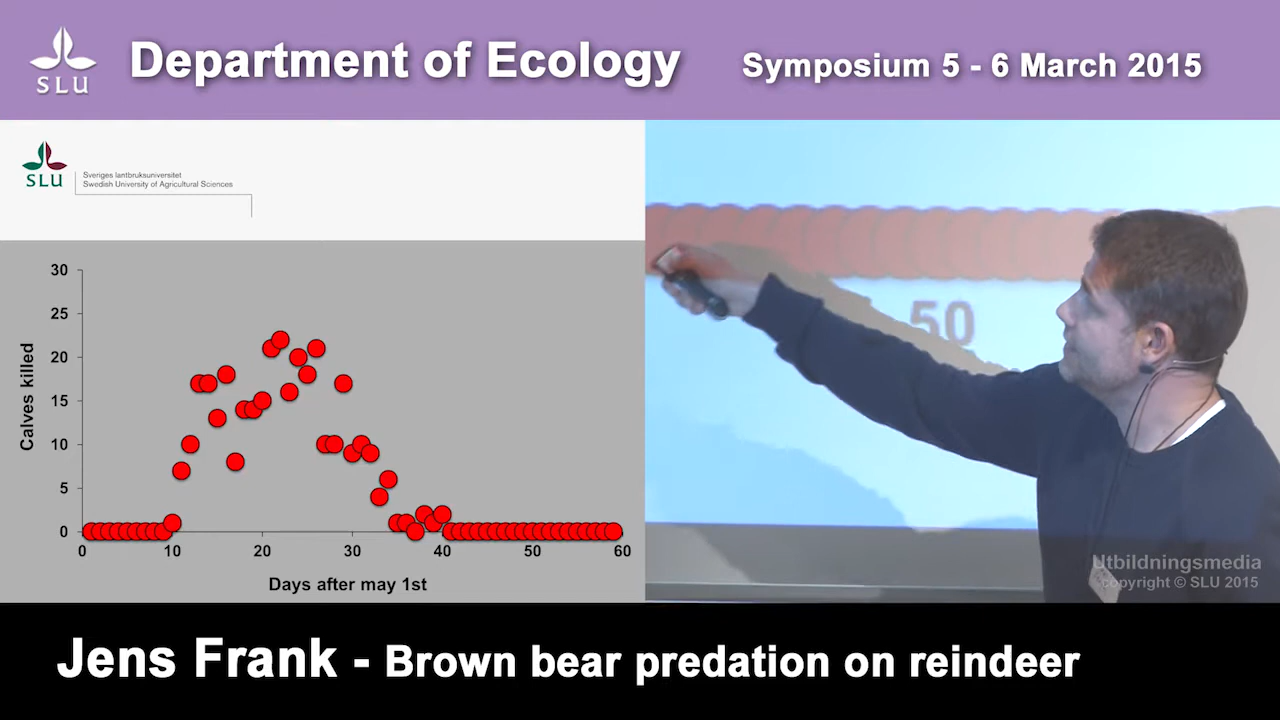 SLU
Department of Ecology
Symposium 5 - 6 March 2015
SLU
Sveriges lantbruksuniversitet
Swedish University of Agricultural Sciences
30
25
20
15
10
5
0
Calves killed
0 10 20 30 40 50 60
Days after may 1st
50
Utbildningsmedia
copyright © SLU 2015
Jens Frank - Brown bear predation on reindeer